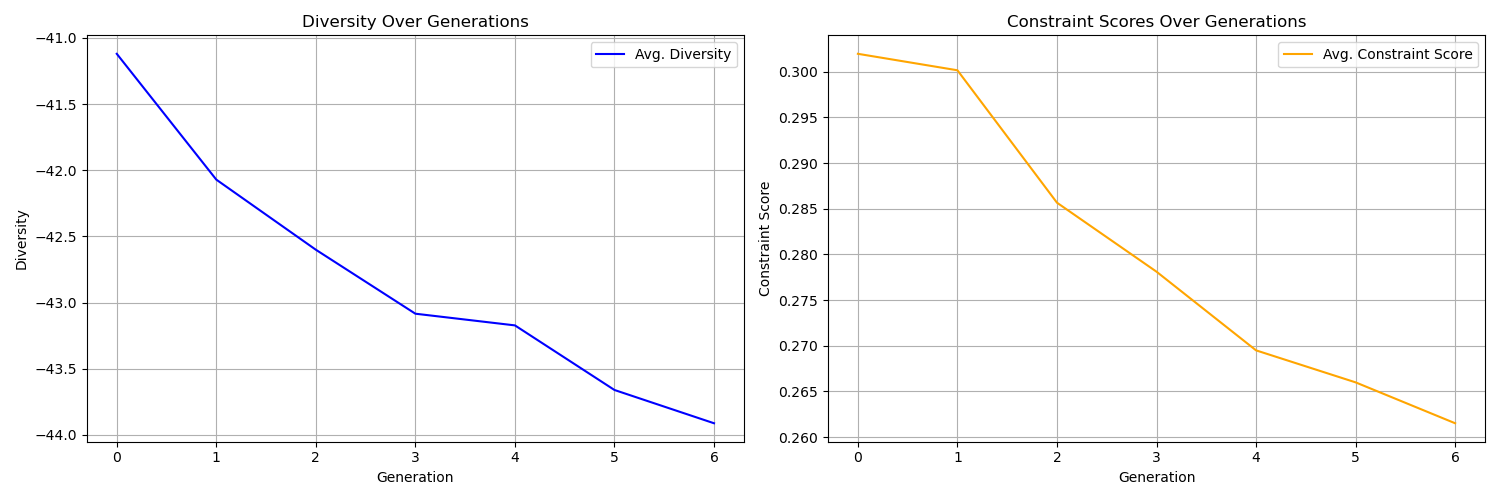 Diversity Over Generations
Avg. Diversity
−41.0
−41.5
−42.0
−42.5
−43.0
−43.5
−44.0
Diversity
0 1 2 3 4 5 6
Generation
Constraint Scores Over Generations
Avg. Constraint Score
0.300
0.295
0.290
0.285
0.280
0.275
0.270
0.265
0.260
Constraint Score
0 1 2 3 4 5 6
Generation